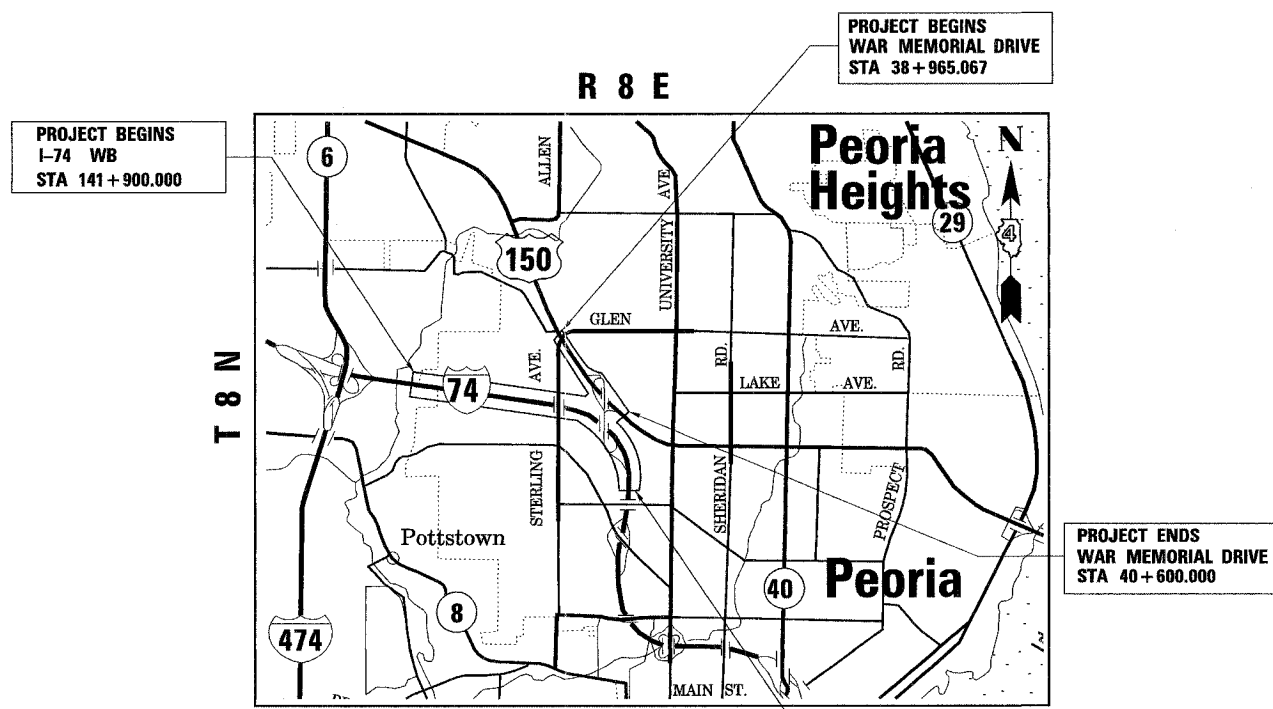 PROJECT BEGINS
WAR MEMORIAL DRIVE
STA 38+965.067
R 8 E
PROJECT BEGINS
I-74 WB
STA 141+900.000
6
ALLEN
AVE.
Peoria
Heights
N
29
4
150
UNIVERSITY
GLEN
AVE.
T 8 N
AVE.
RD.
RD.
74
LAKE
AVE.
STERLING
SHERIDAN
PROSPECT
Pottstown
PROJECT ENDS
WAR MEMORIAL DRIVE
STA 40+600.000
40
Peoria
8
474
MAIN ST.